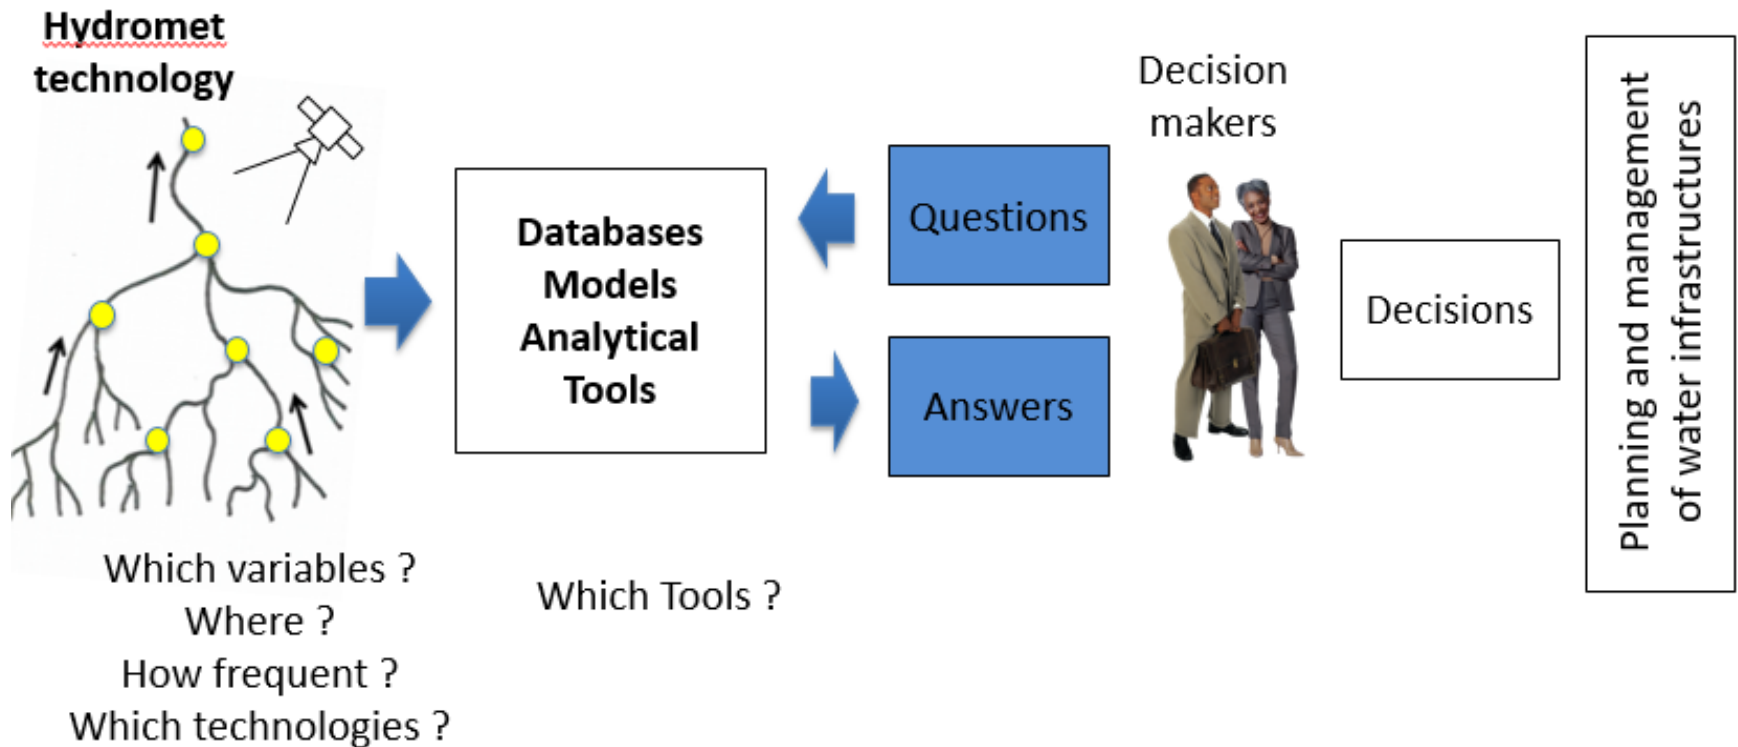 Hydromet
technology
Which variables ?
Where ?
How frequent ?
Which technologies ?
Databases
Models
Analytical
Tools
Which Tools ?
Questions
Answers
Decision
makers
Decisions
Planning and management
of water infrastructures